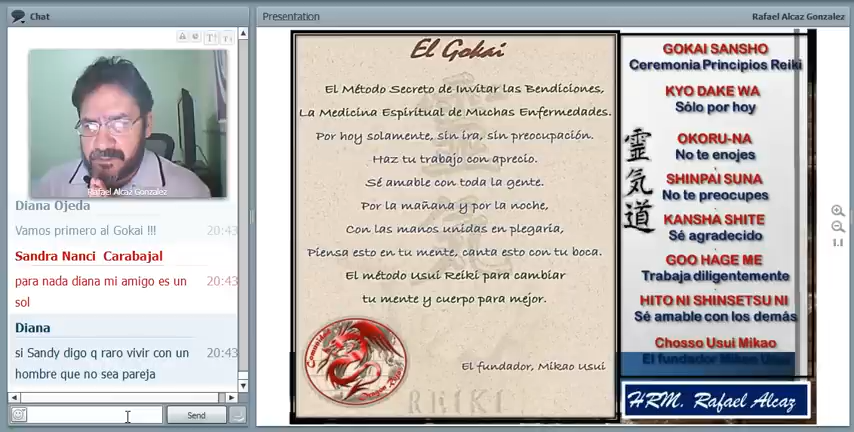 Chat
Rafael Alcaz Gonzalez
Diana Ojeda
Vamos primero al Gokai !!!
20:43
Sandra Nanci Carabajal
para nada diana mi amigo es un
sol
20:43
Diana
si Sandy digo q raro vivir con un
hombre que no sea pareja
20:43
Send
Presentation
Rafael Alcaz Gonzalez
El Gokai
El Método Secreto de Invitar las Bendiciones,
La Medicina Espiritual de Muchas Enfermedades.
Por hoy solamente, sin ira, sin preocupación.
Haz tu trabajo con aprecio.
Sé amable con toda la gente.
Por la mañana y por la noche,
Con las manos unidas en plegaria,
Piensa esto en tu mente, canta esto con tu boca.
El método Usui Reiki para cambiar
tu mente y cuerpo para mejor.
El fundador, Mikao Usui
REIKI
靈氣道
GOKAI SANSHO
Ceremonia Principios Reiki
KYO DAKE WA
Sólo por hoy
OKORU-NA
No te enojes
SHINPAI SUNA
No te preocupes
KANSHA SHITE
Sé agradecido
GOO HAGE ME
Trabaja diligentemente
HITO NI SHINSETSU NI
Sé amable con los demás
Chosso Usui Mikao
El fundador Mikao Usui
HRM. Rafael Alcaz
1:1